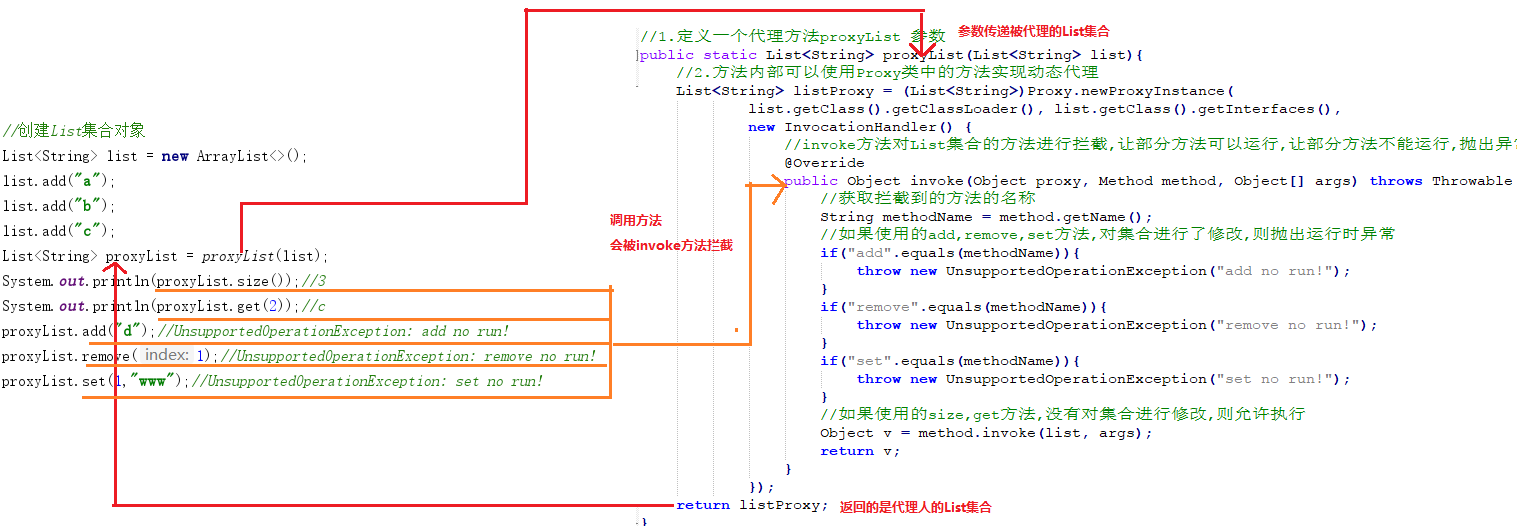 //创建List集合对象
List<String> list = new ArrayList<>();
list.add("a");
list.add("b");
list.add("c");
List<String> proxyList = proxyList(list);
System.out.println(proxyList.size());//3
System.out.println(proxyList.get(2));//c
proxyList.add("d");//UnsupportedOperationException: add no run!
proxyList.remove( index: 1);//UnsupportedOperationException: remove no run!
proxyList.set(1,"www");//UnsupportedOperationException: set no run!
调用方法
会被invoke方法拦截
//1.定义一个代理方法proxyList 参数
参数传递被代理的List集合
public static List<String> proxyList(List<String> list){
//2.方法内部可以使用Proxy类中的方法实现动态代理
List<String> listProxy = (List<String>)Proxy.newProxyInstance(
list.getClass().getClassLoader(), list.getClass().getInterfaces(),
new InvocationHandler() {
//invoke方法对List集合的方法进行拦截,让部分方法可以运行,让部分方法不能运行,抛出异常
@Override
public Object invoke(Object proxy, Method method, Object[] args) throws Throwable
//获取拦截到的方法的名称
String methodName = method.getName();
//如果使用的add,remove,set方法,对集合进行了修改,则抛出运行时异常
if("add".equals(methodName)){
throw new UnsupportedOperationException("add no run!");
}
if("remove".equals(methodName)){
throw new UnsupportedOperationException("remove no run!");
}
if("set".equals(methodName)){
throw new UnsupportedOperationException("set no run!");
}
//如果使用的size,get方法,没有对集合进行修改,则允许执行
Object v = method.invoke(list, args);
return v;
}
});
return listProxy;
返回的是代理人的List集合
}